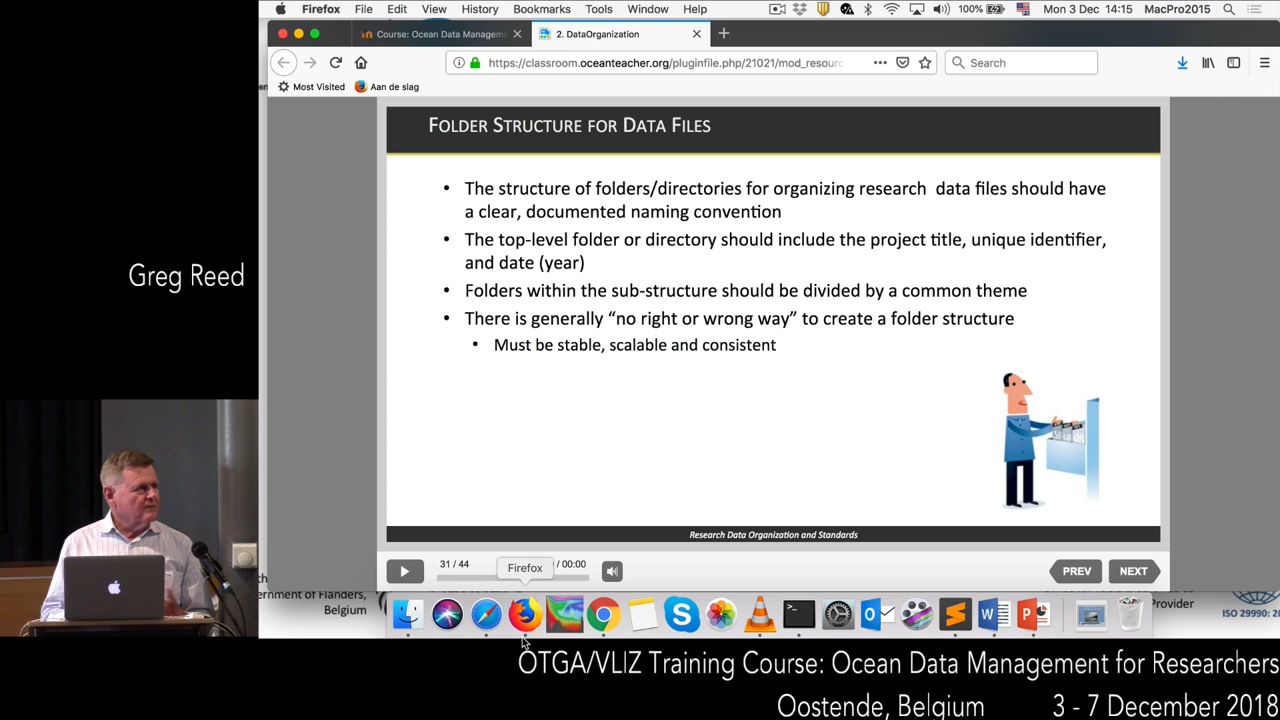 Firefox File Edit View History Bookmarks Tools Window Help 100% Mon 3 Dec 14:15 MacPro2015
Course: Ocean Data Managem
2. DataOrganization
https://classroom.oceanteacher.org/pluginfile.php/21021/mod_resourc
Search
Most Visited
Aan de slag
Folder Structure for Data Files
• The structure of folders/directories for organizing research data files should have
a clear, documented naming convention
• The top-level folder or directory should include the project title, unique identifier,
and date (year)
• Folders within the sub-structure should be divided by a common theme
• There is generally “no right or wrong way” to create a folder structure
• Must be stable, scalable and consistent
Greg Reed
Research Data Organization and Standards
31 / 44
Firefox
/ 00:00
PREV
NEXT
ernment of Flanders,
Belgium
Provider
ISO 29990:
OTGA/VLIZ Training Course: Ocean Data Management for Researchers
Oostende, Belgium 3 - 7 December 2018